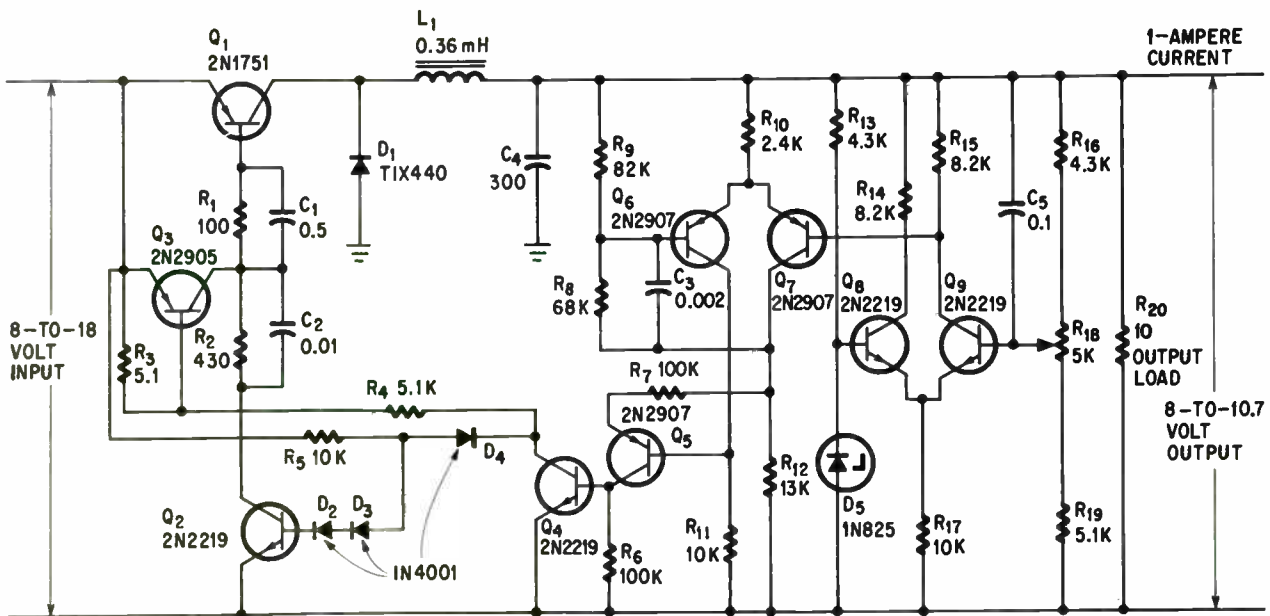 L1
0.36 mH
Q1
2N1751
1-AMPERE
CURRENT
R10
2.4K
R13
4.3K
R9
82K
R15
8.2K
R16
4.3K
D1
TIX440
C4
300
R1
100
C1
0.5
Q6
2N2907
R14
8.2K
C5
0.1
Q3
2N2905
R8
68K
C3
0.002
Q7
2N2907
Q8
2N2219
Q9
2N2219
8-TO-18
VOLT
INPUT
R3
5.1
R2
430
C2
0.01
R18
5K
R20
10
OUTPUT
LOAD
R4 5.1K
R7 100K
2N2907
Q5
8-TO-10.7
VOLT
OUTPUT
R5 10K
D4
R12
13K
D5
1N825
Q2
2N2219
D2
D3
IN4001
Q4
2N2219
R6
100K
R11
10K
R17
10K
R19
5.1K